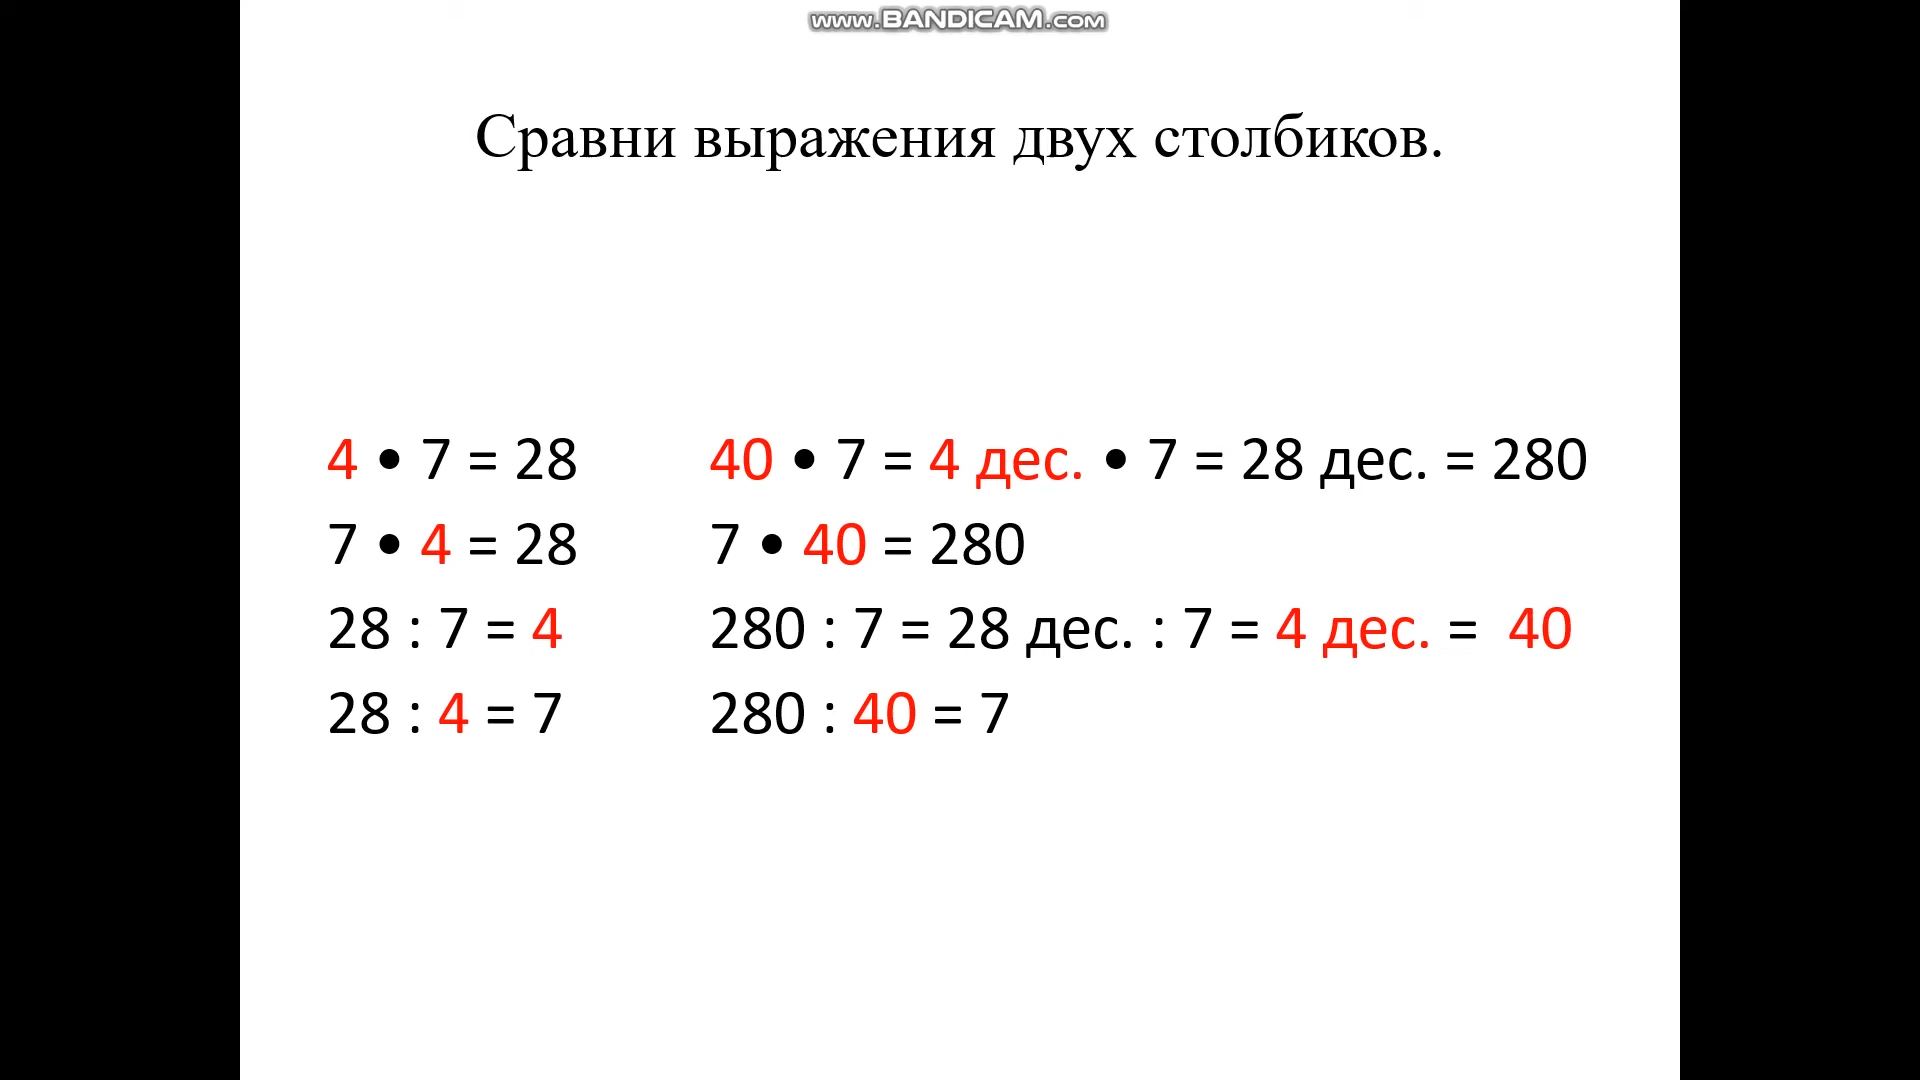 www.BANDICAM.com
Сравни выражения двух столбиков.
4 • 7 = 28 40 • 7 = 4 дес. • 7 = 28 дес. = 280
7 • 4 = 28 7 • 40 = 280
28 : 7 = 4 280 : 7 = 28 дес. : 7 = 4 дес. = 40
28 : 4 = 7 280 : 40 = 7